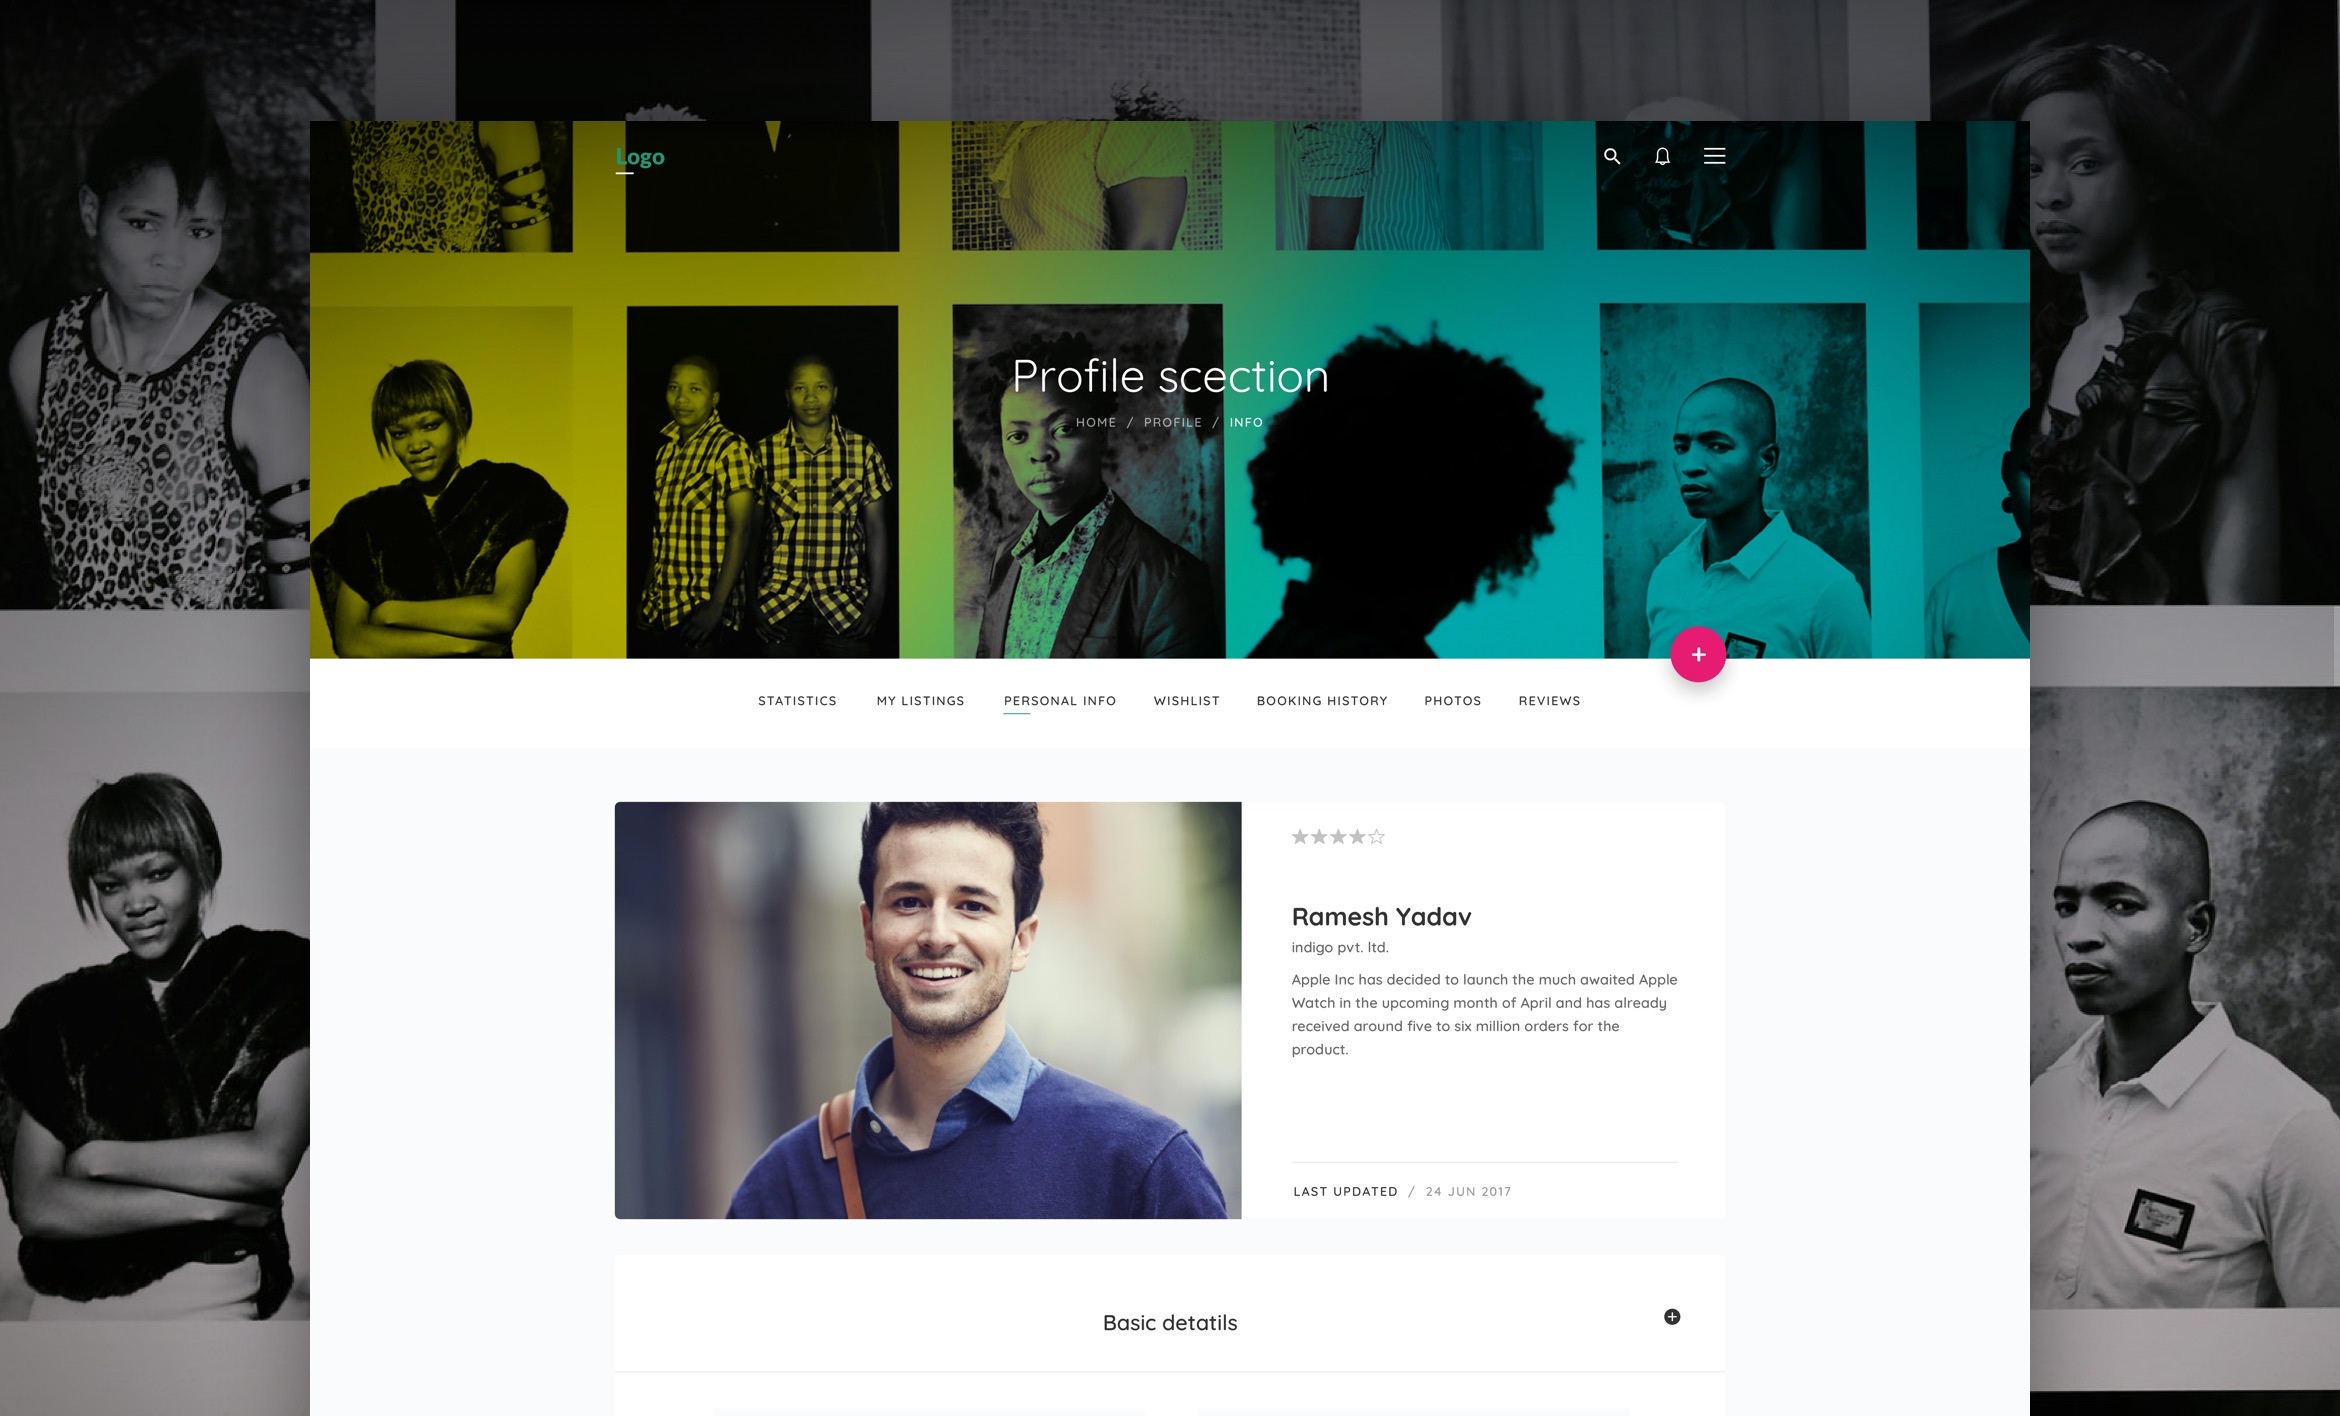 Logo
Profile scection
HOME / PROFILE / INFO
STATISTICS MY LISTINGS PERSONAL INFO WISHLIST BOOKING HISTORY PHOTOS REVIEWS
Ramesh Yadav
indigo pvt. ltd.
Apple Inc has decided to launch the much awaited Apple
Watch in the upcoming month of April and has already
received around five to six million orders for the
product.
LAST UPDATED / 24 JUN 2017
Basic detatils